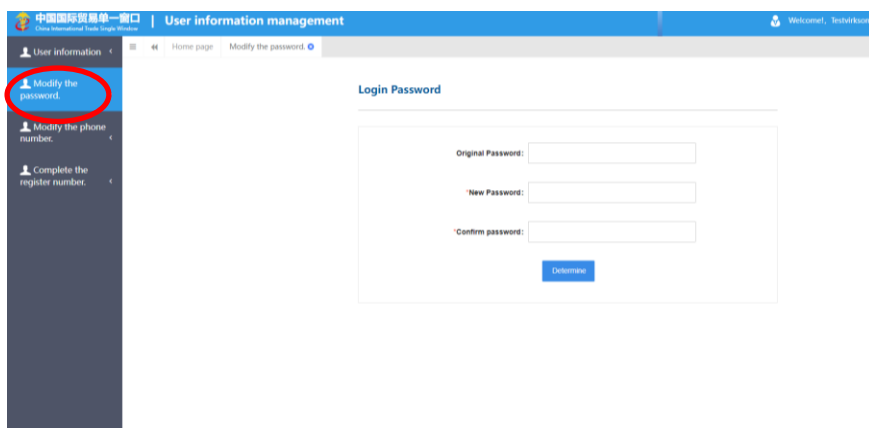 中国国际贸易单一窗口 | User information management
China International Trade Single Window
Welcome!, Testvirkson
User information
Home page
Modify the password.
Modify the
password.
Modify the phone
number.
Complete the
register number.
Login Password
Original Password:
*New Password:
*Confirm password:
Determine